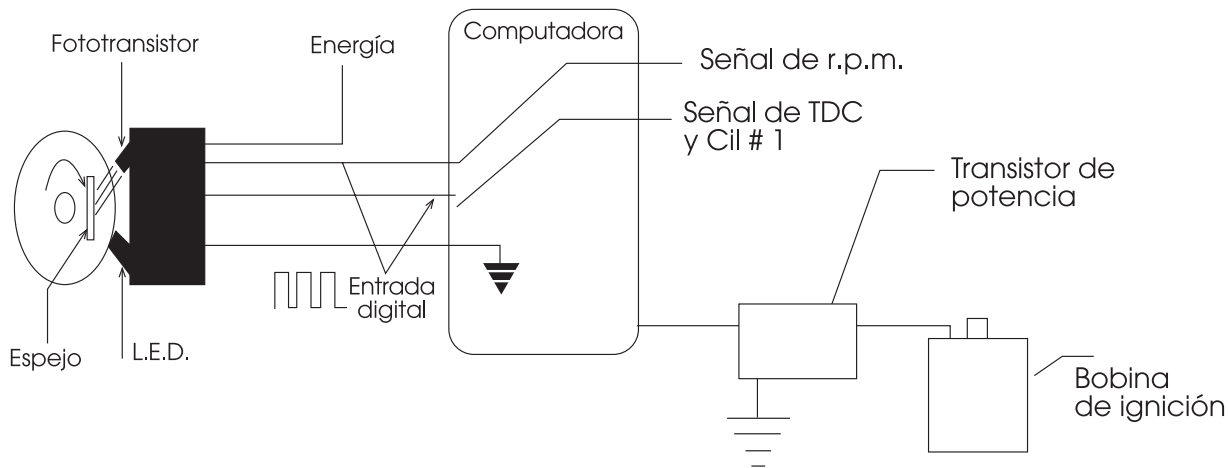 Fototransistor
Energía
Computadora
Señal de r.p.m.
Señal de TDC
y Cil # 1
Transistor de
potencia
Entrada
digital
Espejo
L.E.D.
Bobina
de ignición